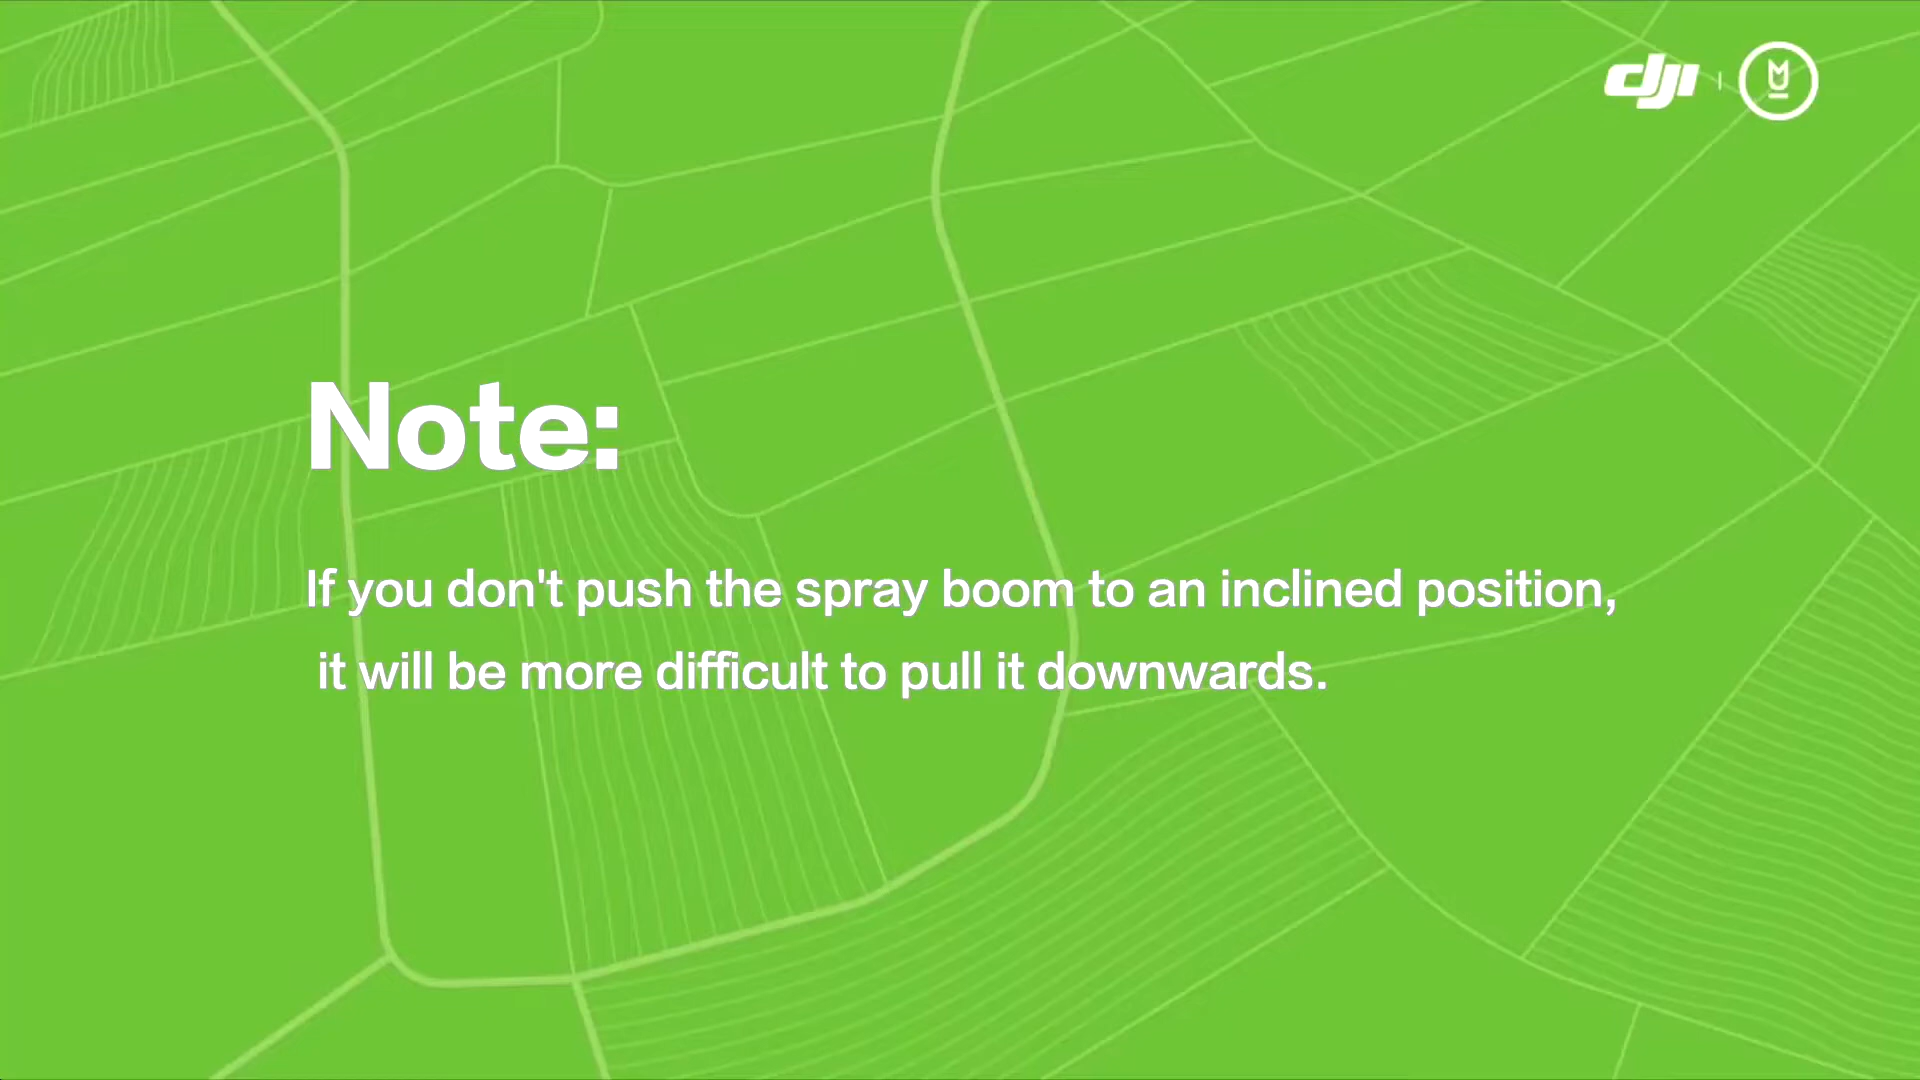 dji
Note:
If you don't push the spray boom to an inclined position,
it will be more difficult to pull it downwards.